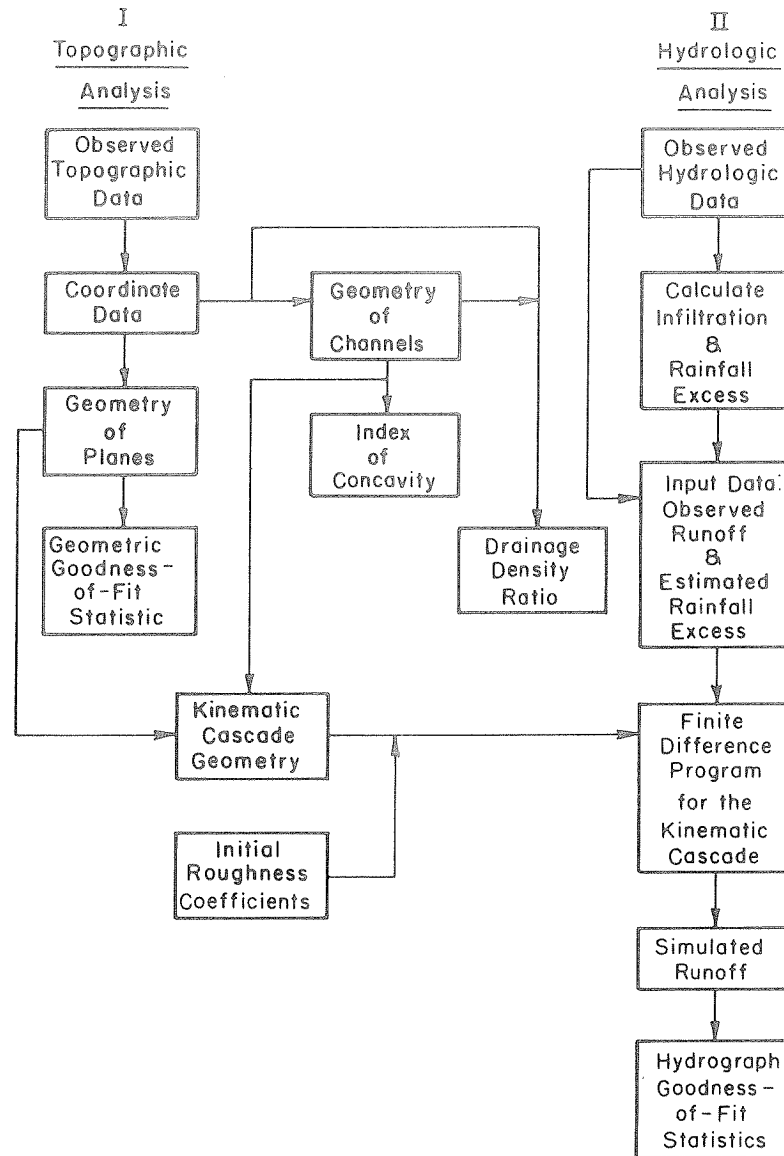 I
Topographic
Analysis
Observed
Topographic
Data
Coordinate
Data
Geometry
of
Planes
Geometric
Goodness-
of-Fit
Statistic
Geometry
of
Channels
Index
of
Concavity
Drainage
Density
Ratio
Kinematic
Cascade
Geometry
Initial
Roughness
Coefficients
II
Hydrologic
Analysis
Observed
Hydrologic
Data
Calculate
Infiltration
&
Rainfall
Excess
Input Data:
Observed
Runoff
&
Estimated
Rainfall
Excess
Finite
Difference
Program
for the
Kinematic
Cascade
Simulated
Runoff
Hydrograph
Goodness-
of-Fit
Statistics